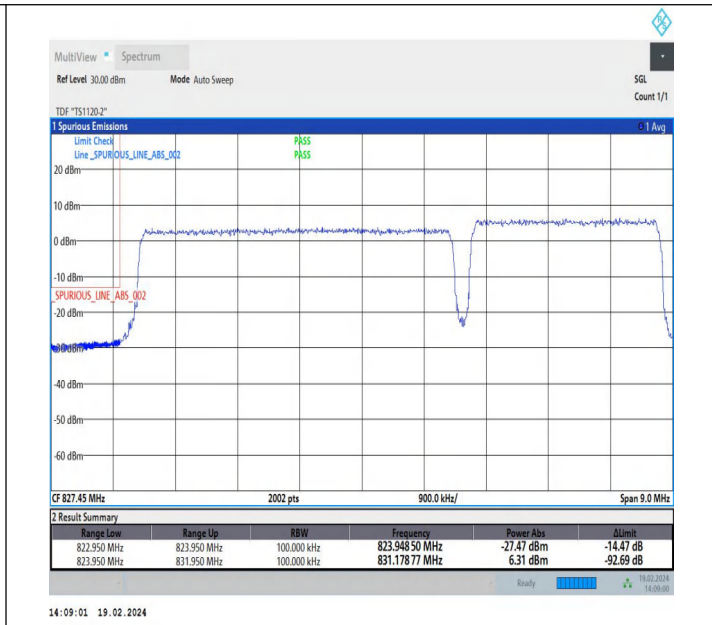 R S
MultiView Spectrum
Ref Level 30.00 dBm Mode Auto Sweep SGL
Count 1/1
TDF "TS1120-2"
1 Spurious Emissions 1 Avg
Limit Check PASS
Line _SPURIOUS_LINE_ABS_002 PASS
20 dBm
10 dBm
0 dBm
-10 dBm
_SPURIOUS_LINE_ABS_002
-20 dBm
-30 dBm
-40 dBm
-50 dBm
-60 dBm
CF 827.45 MHz 2002 pts 900.0 kHz/ Span 9.0 MHz
2 Result Summary
Range Low Range Up RBW Frequency Power Abs ΔLimit
822.950 MHz 823.950 MHz 100.000 kHz 823.948 50 MHz -27.47 dBm -14.47 dB
823.950 MHz 831.950 MHz 100.000 kHz 831.178 77 MHz 6.31 dBm -92.69 dB
Ready 19.02.2024
14:09:00
14:09:01 19.02.2024